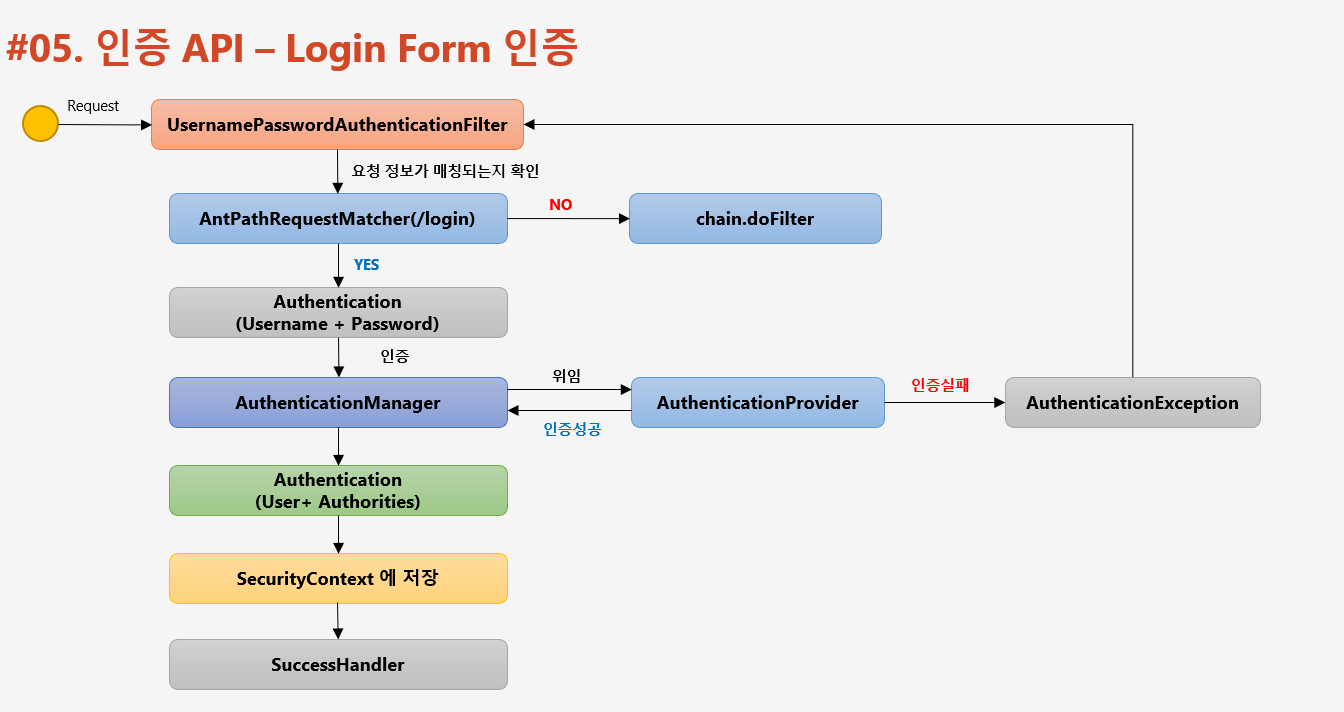 #05. 인증 API – Login Form 인증
Request
UsernamePasswordAuthenticationFilter
요청 정보가 매칭되는지 확인
AntPathRequestMatcher(/login)
NO
chain.doFilter
YES
Authentication
(Username + Password)
인증
AuthenticationManager
위임
인증성공
AuthenticationProvider
인증실패
AuthenticationException
Authentication
(User+ Authorities)
SecurityContext 에 저장
SuccessHandler